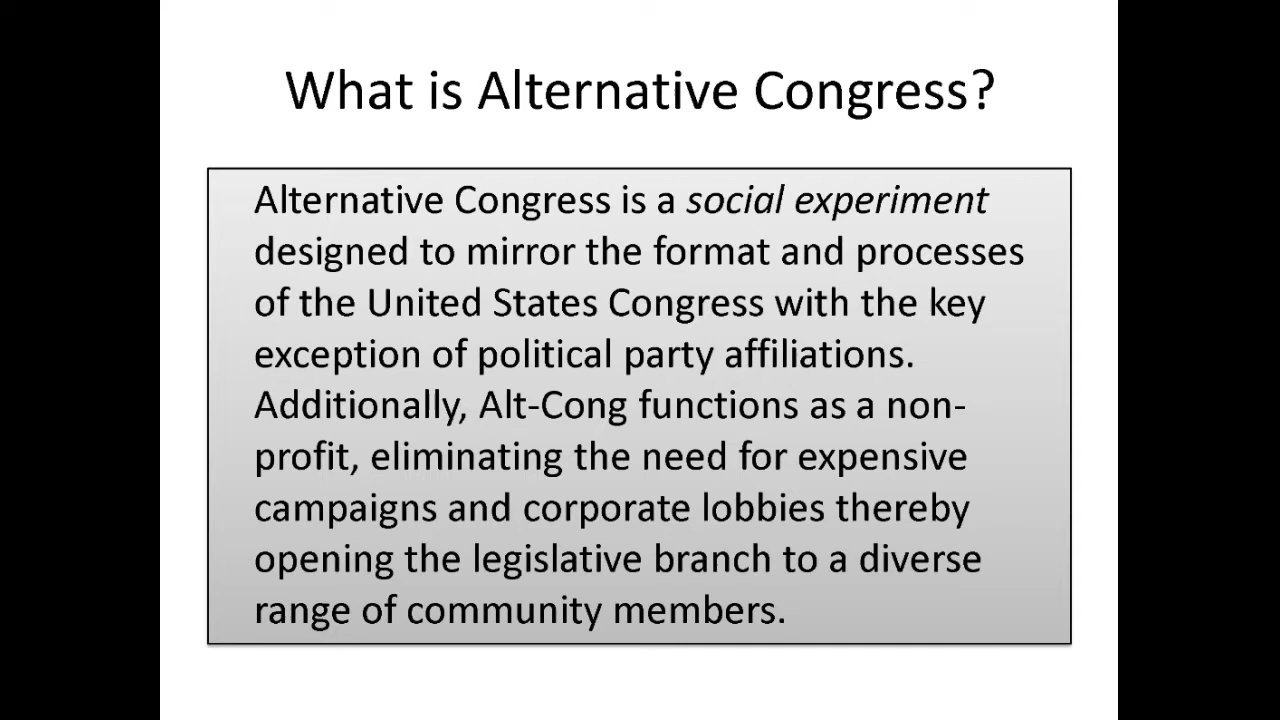 What is Alternative Congress?
Alternative Congress is a social experiment
designed to mirror the format and processes
of the United States Congress with the key
exception of political party affiliations.
Additionally, Alt-Cong functions as a non-
profit, eliminating the need for expensive
campaigns and corporate lobbies thereby
opening the legislative branch to a diverse
range of community members.